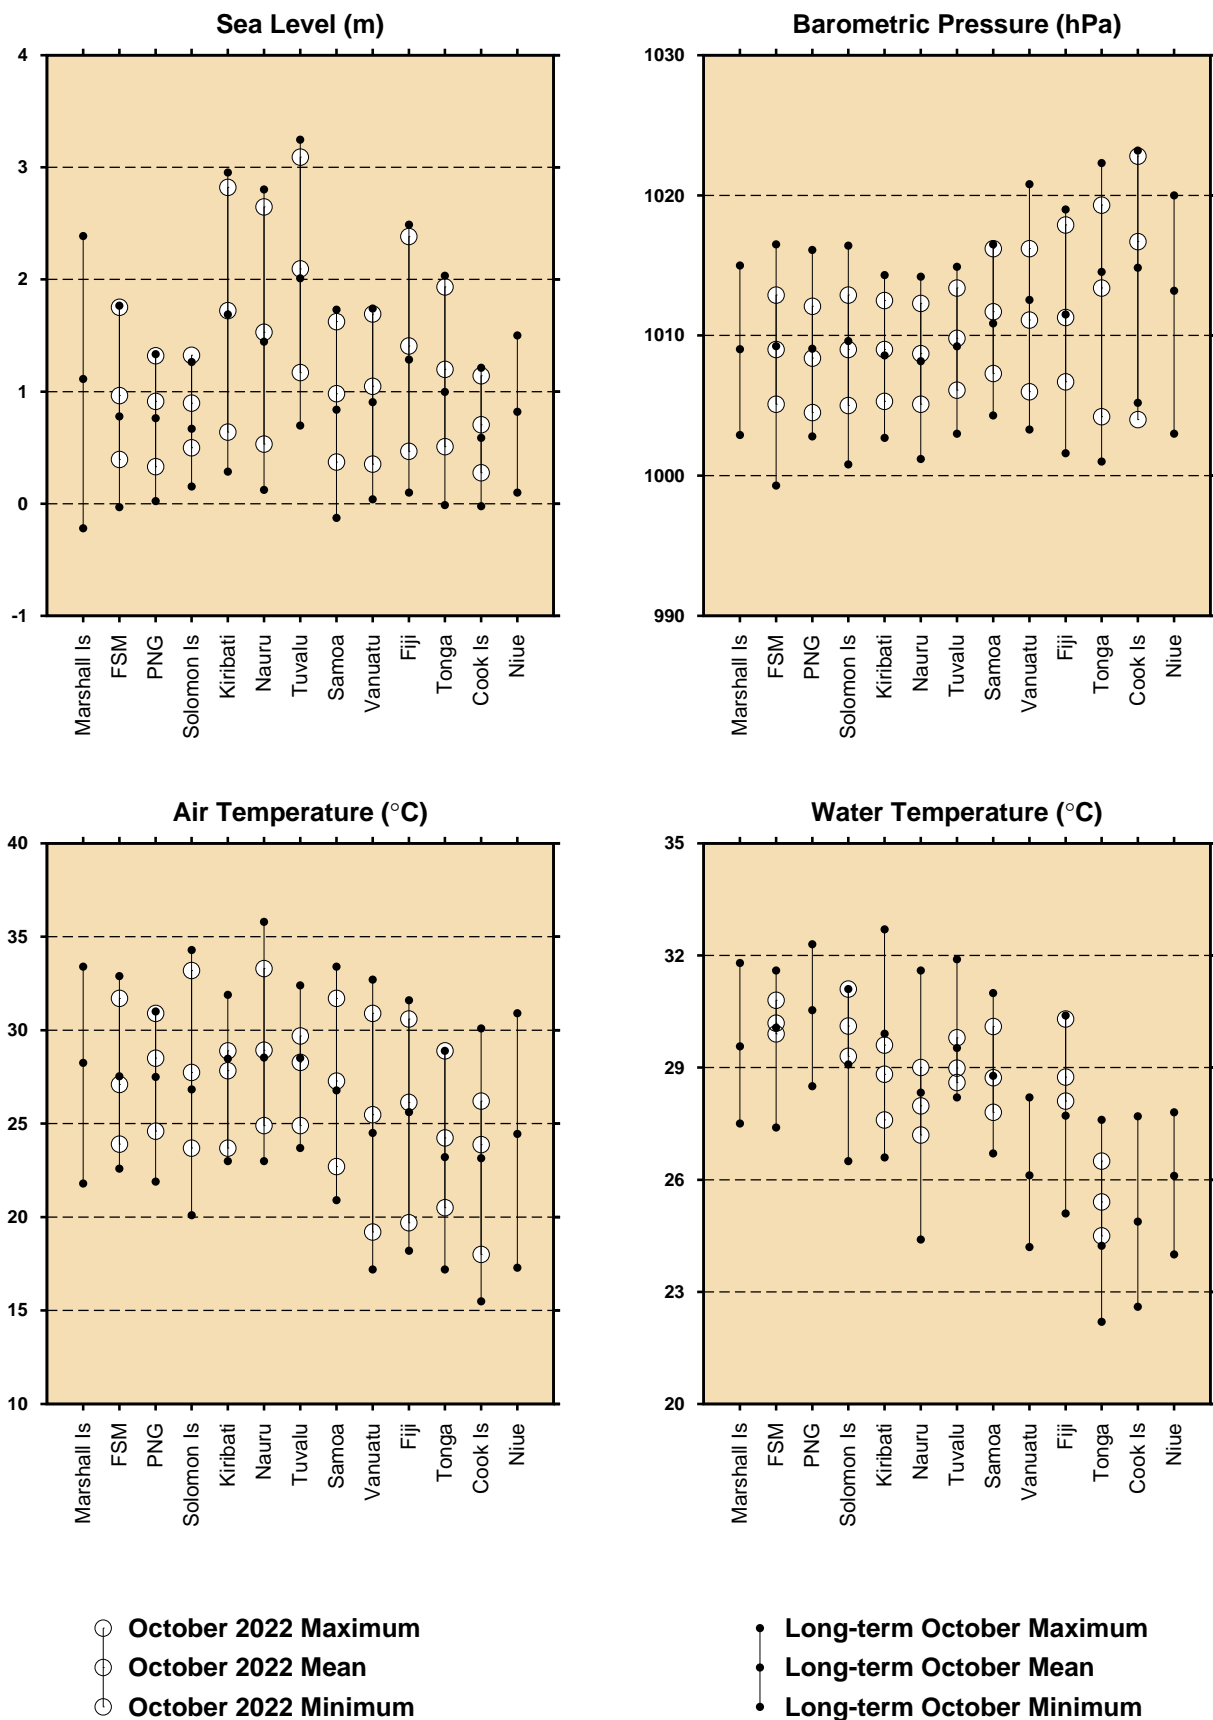 Sea Level (m)
4
3
2
1
0
-1
Marshall Is
FSM
PNG
Solomon Is
Kiribati
Nauru
Tuvalu
Samoa
Vanuatu
Fiji
Tonga
Cook Is
Niue
Barometric Pressure (hPa)
1030
1020
1010
1000
990
Marshall Is
FSM
PNG
Solomon Is
Kiribati
Nauru
Tuvalu
Samoa
Vanuatu
Fiji
Tonga
Cook Is
Niue
Air Temperature (°C)
40
35
30
25
20
15
10
Marshall Is
FSM
PNG
Solomon Is
Kiribati
Nauru
Tuvalu
Samoa
Vanuatu
Fiji
Tonga
Cook Is
Niue
Water Temperature (°C)
35
32
29
26
23
20
Marshall Is
FSM
PNG
Solomon Is
Kiribati
Nauru
Tuvalu
Samoa
Vanuatu
Fiji
Tonga
Cook Is
Niue
October 2022 Maximum
October 2022 Mean
October 2022 Minimum
Long-term October Maximum
Long-term October Mean
Long-term October Minimum